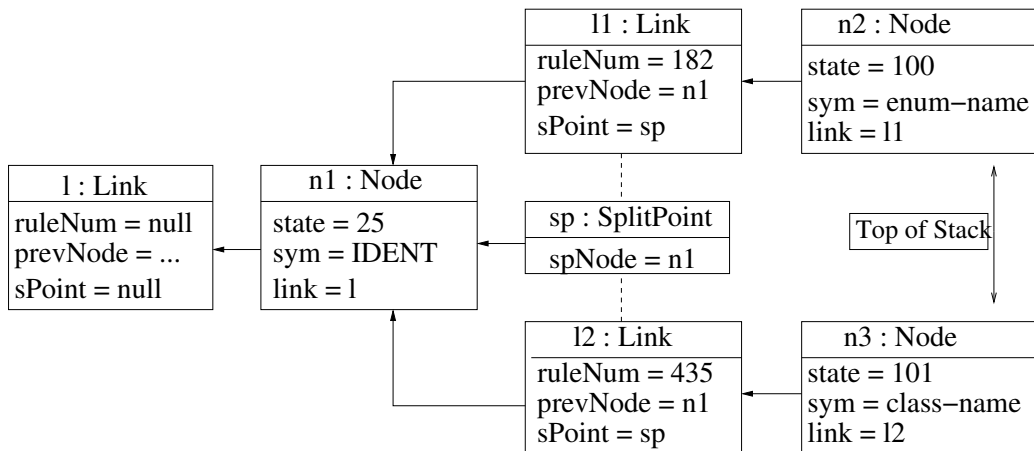 l : Link
ruleNum = null
prevNode = ...
sPoint = null
n1 : Node
state = 25
sym = IDENT
link = l
l1 : Link
ruleNum = 182
prevNode = n1
sPoint = sp
sp : SplitPoint
spNode = n1
l2 : Link
ruleNum = 435
prevNode = n1
sPoint = sp
n2 : Node
state = 100
sym = enum−name
link = l1
Top of Stack
n3 : Node
state = 101
sym = class−name
link = l2